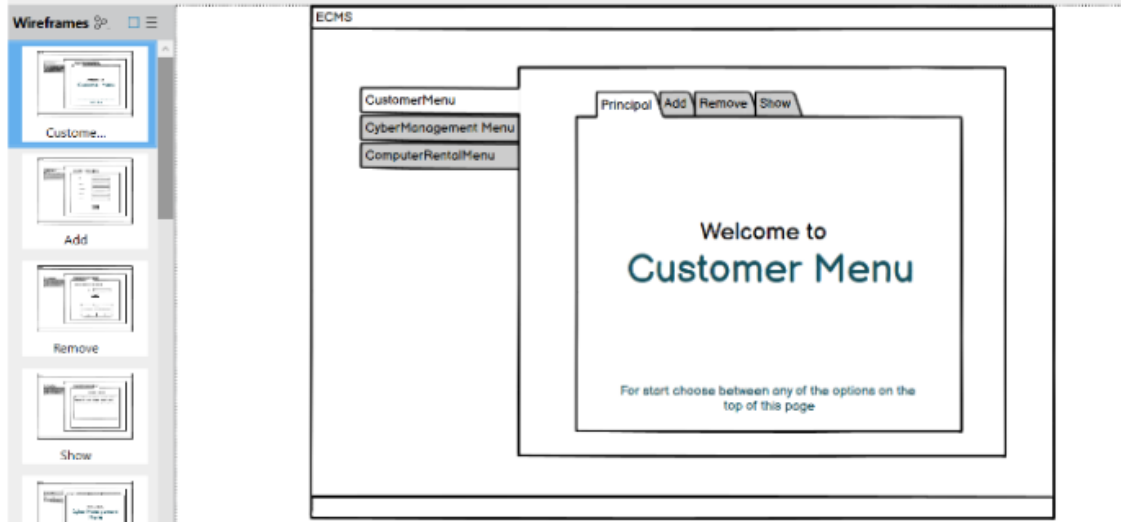 Wireframes
Custome...
Add
Remove
Show
ECMS
CustomerMenu
CyberManagement Menu
ComputerRentalMenu
Principal Add Remove Show
Welcome to
Customer Menu
For start choose between any of the options on the
top of this page